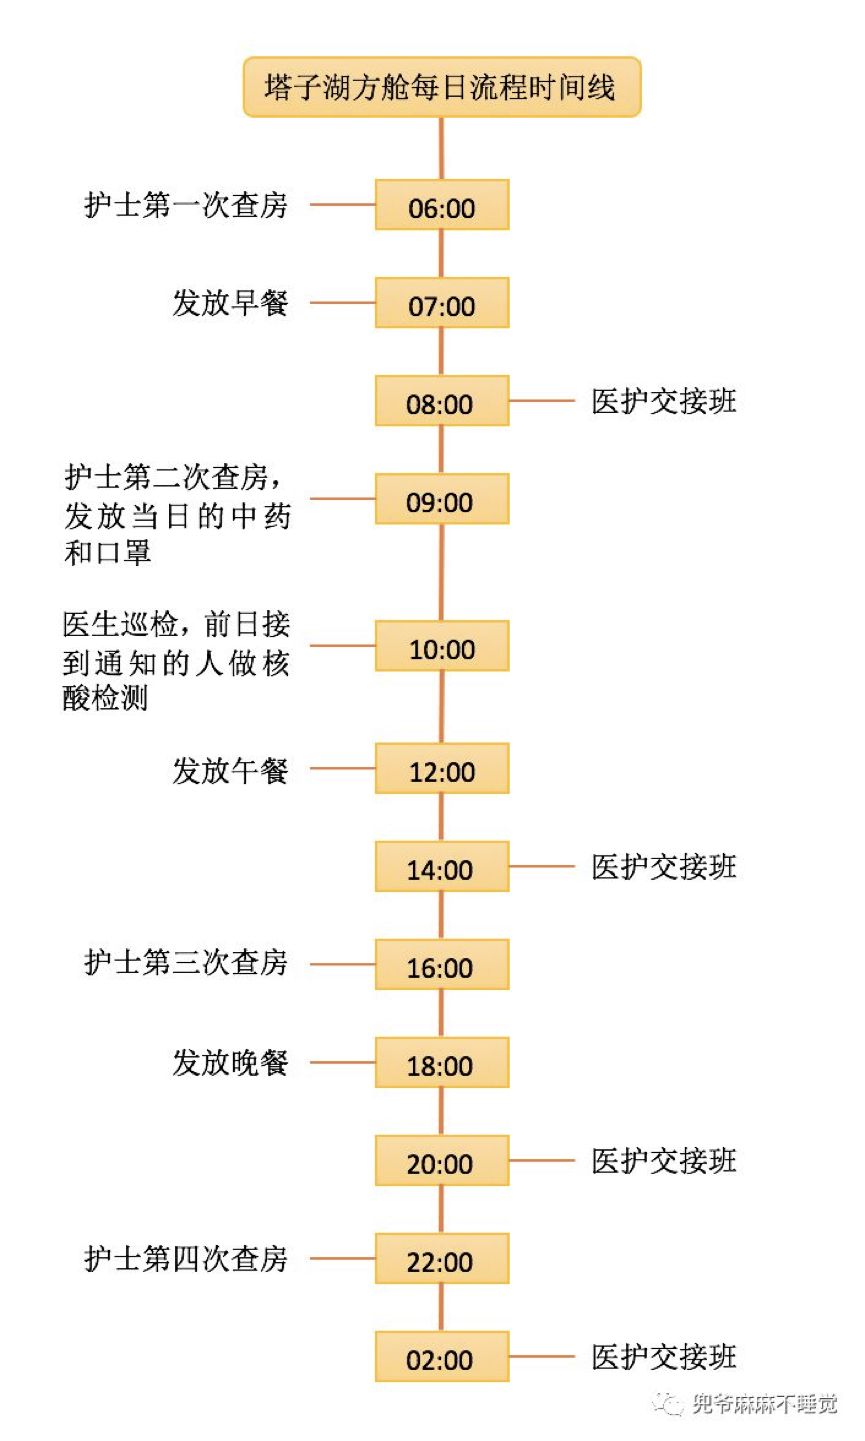 塔子湖方舱每日流程时间线
护士第一次查房
06:00
发放早餐
07:00
08:00
医护交接班
护士第二次查房，
发放当日的中药
和口罩
09:00
医生巡检，前日接
到通知的人做核
酸检测
10:00
发放午餐
12:00
14:00
医护交接班
护士第三次查房
16:00
发放晚餐
18:00
20:00
医护交接班
护士第四次查房
22:00
02:00
医护交接班
兜爷麻麻不睡觉